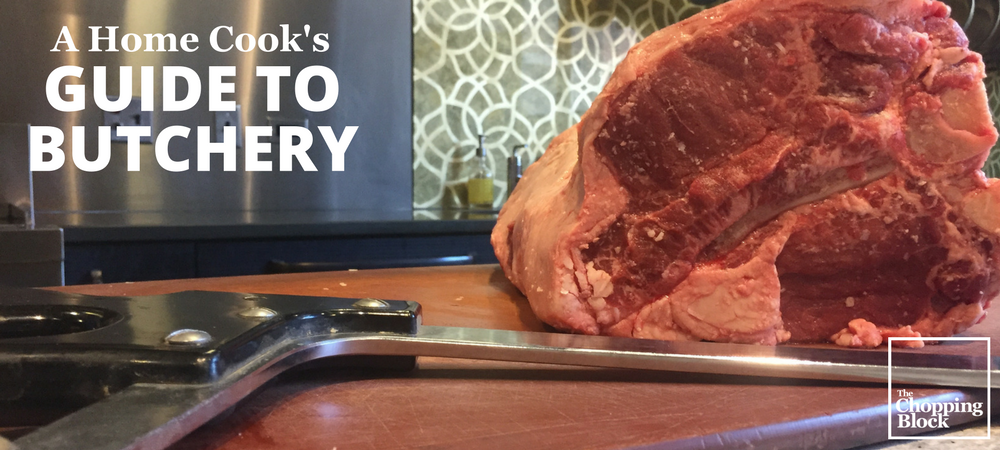 A Home Cook's
GUIDE TO
BUTCHERY
The
Chopping
Block